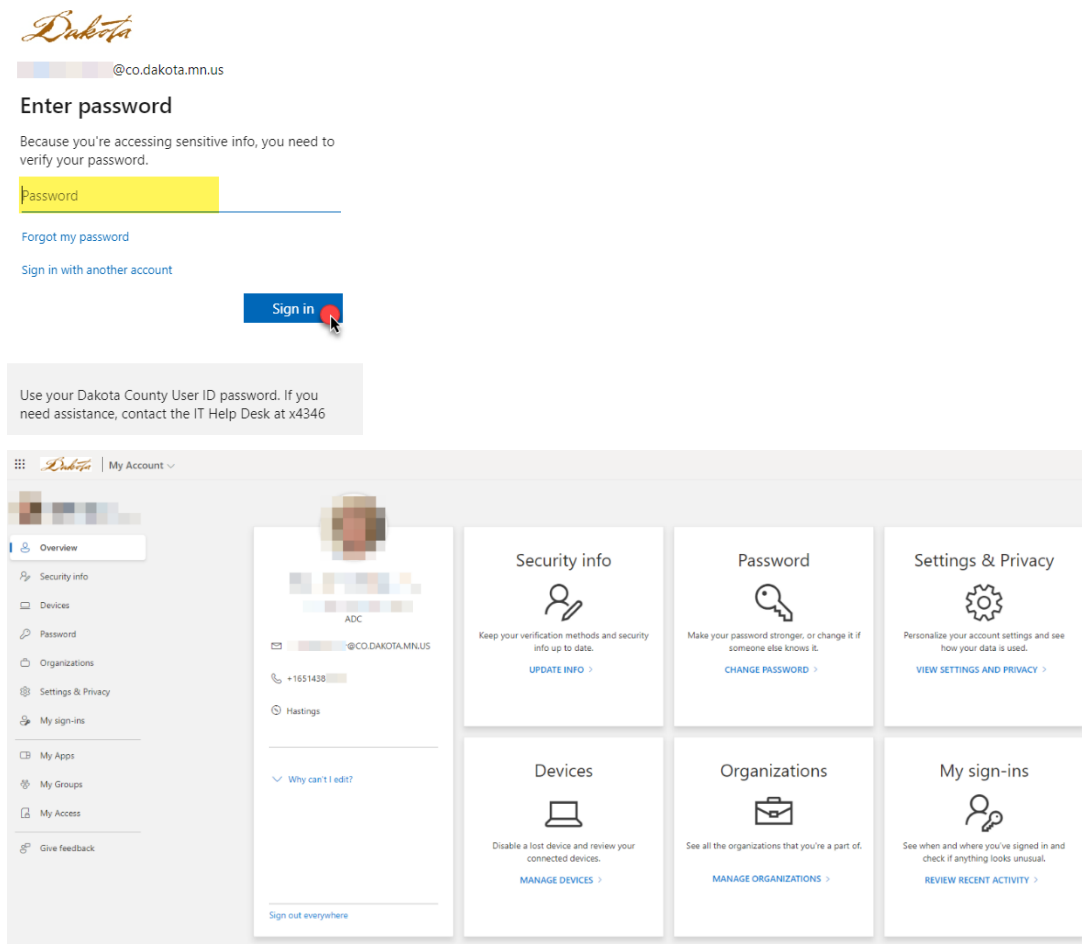 Dakota
@co.dakota.mn.us
Enter password
Because you're accessing sensitive info, you need to
verify your password.
Password
Forgot my password
Sign in with another account
Sign in
Use your Dakota County User ID password. If you
need assistance, contact the IT Help Desk at x4346
Dakota My Account
Overview
Security info
Devices
Password
Organizations
Settings & Privacy
My sign-ins
My Apps
My Groups
My Access
Give feedback
ADC
@CO.DAKOTA.MN.US
+1651438
Hastings
Why can't I edit?
Sign out everywhere
Security info
Keep your verification methods and security
info up to date.
UPDATE INFO >
Password
Make your password stronger, or change it if
someone else knows it.
CHANGE PASSWORD >
Settings & Privacy
Personalize your account settings and see
how your data is used.
VIEW SETTINGS AND PRIVACY >
Devices
Disable a lost device and review your
connected devices.
MANAGE DEVICES >
Organizations
See all the organizations that you're a part of.
MANAGE ORGANIZATIONS >
My sign-ins
See when and where you've signed in and
check if anything looks unusual.
REVIEW RECENT ACTIVITY >